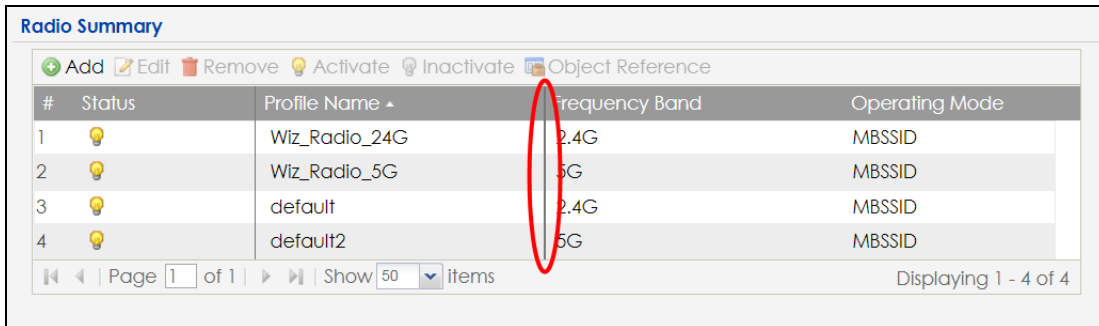 Radio Summary
Add Edit Remove Activate Inactivate Object Reference
# Status Profile Name Frequency Band Operating Mode
1 Wiz_Radio_24G 2.4G MBSSID
2 Wiz_Radio_5G 5G MBSSID
3 default 2.4G MBSSID
4 default2 5G MBSSID
Page 1 of 1 Show 50 items Displaying 1 - 4 of 4